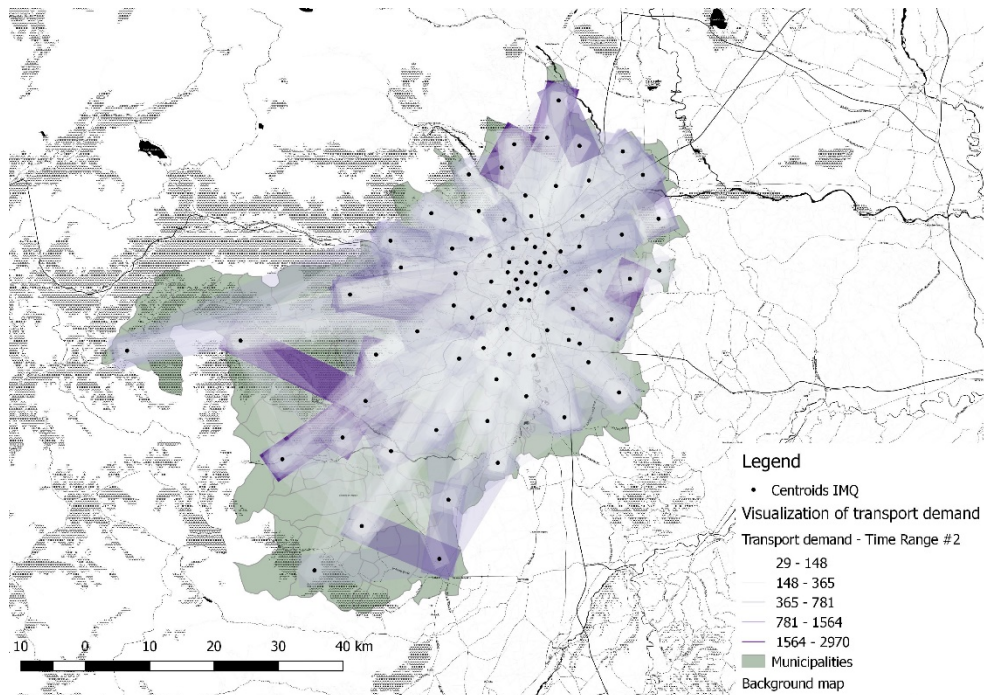 Legend
Centroids IMQ
Visualization of transport demand
Transport demand - Time Range #2
29 - 148
148 - 365
365 - 781
781 - 1564
1564 - 2970
Municipalities
Background map
10 0 10 20 30 40 km